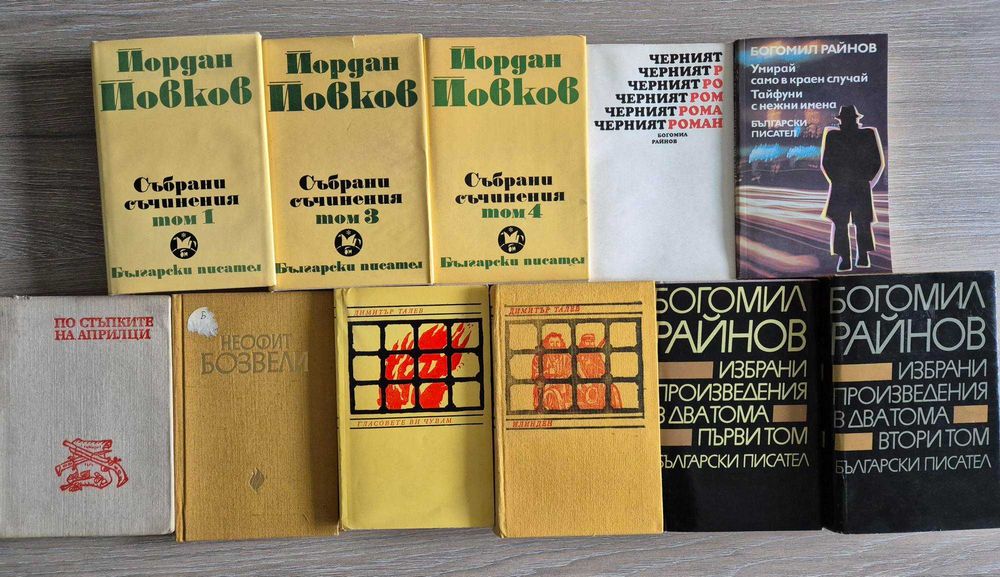 Йордан
Йовков
Събрани
съчинения
том 1
Български писател
Йордан
Йовков
Събрани
съчинения
том 3
Български писател
Йордан
Йовков
Събрани
съчинения
том 4
Български писател
ЧЕРНИЯТ
ЧЕРНИЯТ Р
ЧЕРНИЯТ РО
ЧЕРНИЯТ РОМ
ЧЕРНИЯТ РОМА
ЧЕРНИЯТ РОМАН
БОГОМИЛ
РАЙНОВ
БОГОМИЛ РАЙНОВ
Умирай
само в краен случай
Тайфуни
с нежни имена
БЪЛГАРСКИ
ПИСАТЕЛ
ПО СТЪПКИТЕ
НА АПРИЛЦИ
Б
НЕОФИТ
БОЗВЕЛИ
ДИМИТЪР ТАЛЕВ
ГЛАСОВЕТЕ ВИ ЧУВАМ
ДИМИТЪР ТАЛЕВ
ИЛИНДЕН
БОГОМИЛ
РАЙНОВ
ИЗБРАНИ
ПРОИЗВЕДЕНИЯ
В ДВА ТОМА
ПЪРВИ ТОМ
БЪЛГАРСКИ ПИСАТЕЛ
БОГОМИЛ
РАЙНОВ
ИЗБРАНИ
ПРОИЗВЕДЕНИЯ
В ДВА ТОМА
ВТОРИ ТОМ
БЪЛГАРСКИ ПИСАТЕЛ